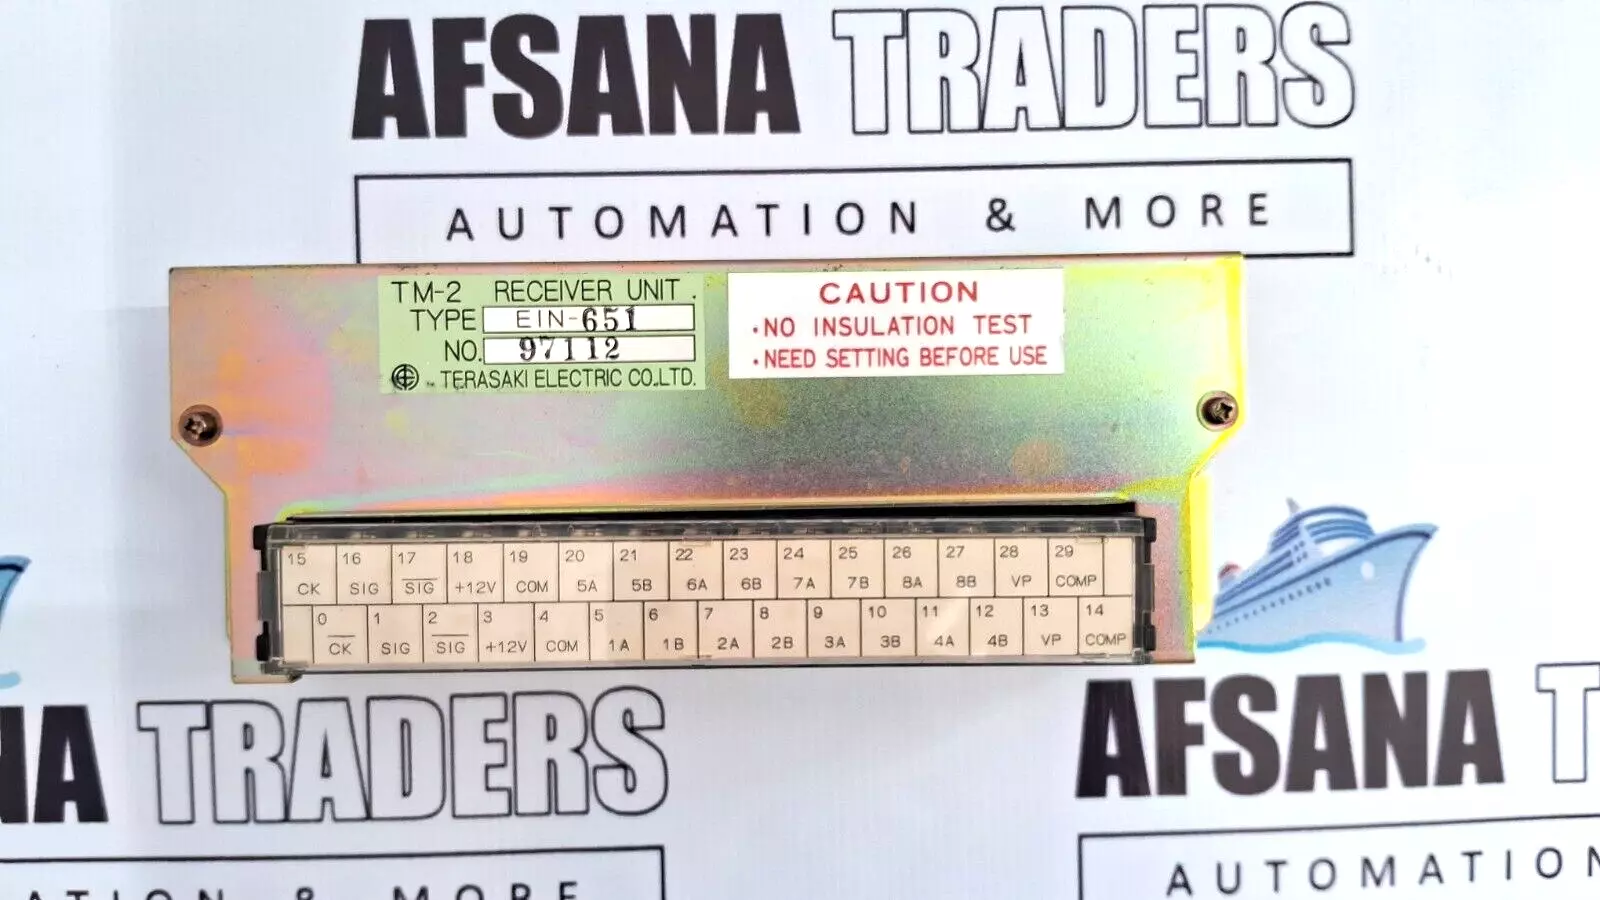 AFSANA TRADERS
AUTOMATION & MORE
TM-2 RECEIVER UNIT.
TYPE EIN-651
NO. 97112
TERASAKI ELECTRIC CO.,LTD.
CAUTION
·NO INSULATION TEST
·NEED SETTING BEFORE USE
15 16 17 18 19 20 21 22 23 24 25 26 27 28 29
CK SIG S̅I̅G̅ +12V COM 5A 5B 6A 6B 7A 7B 8A 8B VP COMP
0 1 2 3 4 5 6 7 8 9 10 11 12 13 14
C̅K̅ SIG S̅I̅G̅ +12V COM 1A 1B 2A 2B 3A 3B 4A 4B VP COMP
NA TRADERS
ATION & MORE
AFSANA T
AUTOMATION